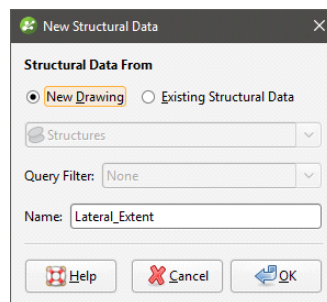 New Structural Data
Structural Data From
New Drawing Existing Structural Data
Structures
Query Filter: None
Name: Lateral_Extent
Help Cancel OK